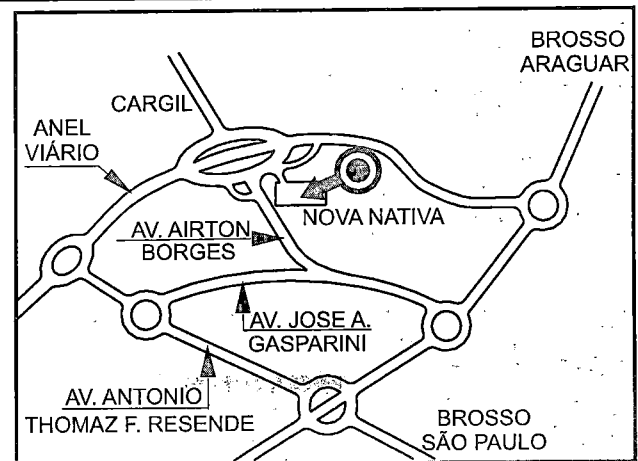 BROSSO
ARAGUAR
CARGIL
ANEL
VIÁRIO
NOVA NATIVA
AV. AIRTON
BORGES
AV. JOSE A.
GASPARINI
AV. ANTONIO
THOMAZ F. RESENDE
BROSSO
SÃO PAULO